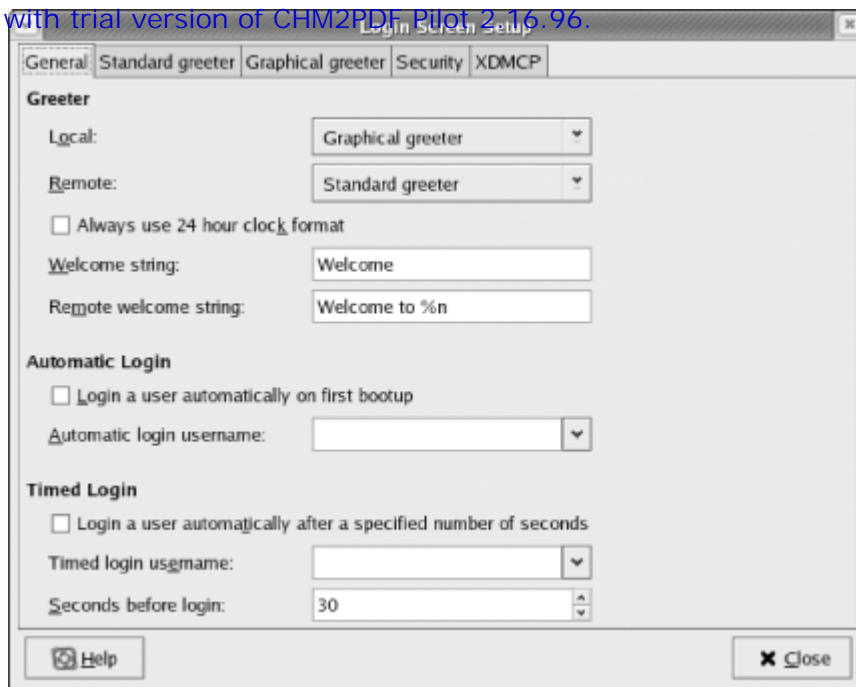 with trial version of CHM2PDF Pilot 2.16.96.
Login Screen Setup
General Standard greeter Graphical greeter Security XDMCP
Greeter
Local: Graphical greeter
Remote: Standard greeter
Always use 24 hour clock format
Welcome string: Welcome
Remote welcome string: Welcome to %n
Automatic Login
Login a user automatically on first bootup
Automatic login username:
Timed Login
Login a user automatically after a specified number of seconds
Timed login username:
Seconds before login: 30
Help Close